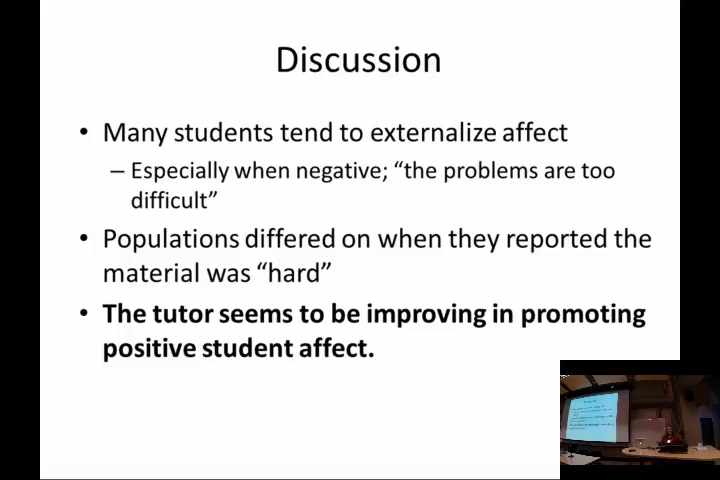 Discussion
• Many students tend to externalize affect
– Especially when negative; “the problems are too
difficult”
• Populations differed on when they reported the
material was “hard”
• The tutor seems to be improving in promoting
positive student affect.